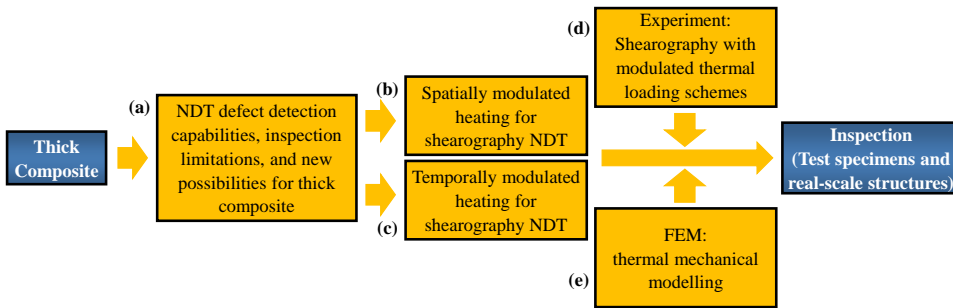 Thick
Composite
(a)
NDT defect detection
capabilities, inspection
limitations, and new
possibilities for thick
composite
(b)
Spatially modulated
heating for
shearography NDT
(c)
Temporally modulated
heating for
shearography NDT
(d)
Experiment:
Shearography with
modulated thermal
loading schemes
(e)
FEM:
thermal mechanical
modelling
Inspection
(Test specimens and
real-scale structures)